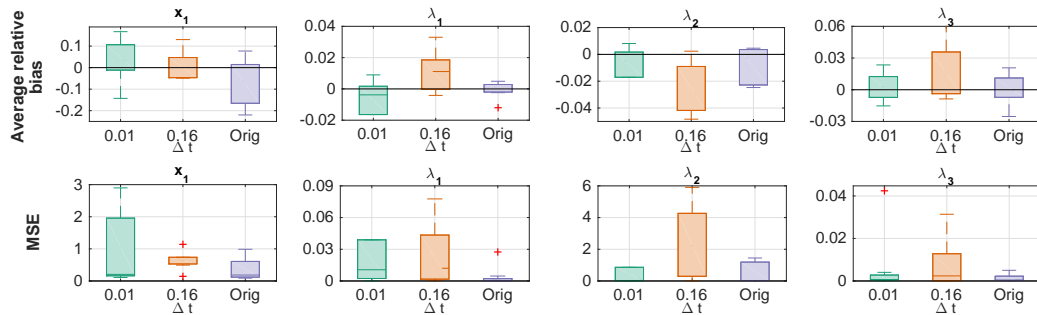 Average relative
bias
x1
0.1
0
-0.1
-0.2
0.01 0.16 Orig
Δ t
λ1
0.04
0.02
0
-0.02
0.01 0.16 Orig
Δ t
λ2
0.02
0
-0.02
-0.04
0.01 0.16 Orig
Δ t
λ3
0.06
0.03
0
-0.03
0.01 0.16 Orig
Δ t
MSE
x1
3
2
1
0
0.01 0.16 Orig
Δ t
λ1
0.09
0.06
0.03
0
0.01 0.16 Orig
Δ t
λ2
6
4
2
0
0.01 0.16 Orig
Δ t
λ3
0.04
0.02
0
0.01 0.16 Orig
Δ t